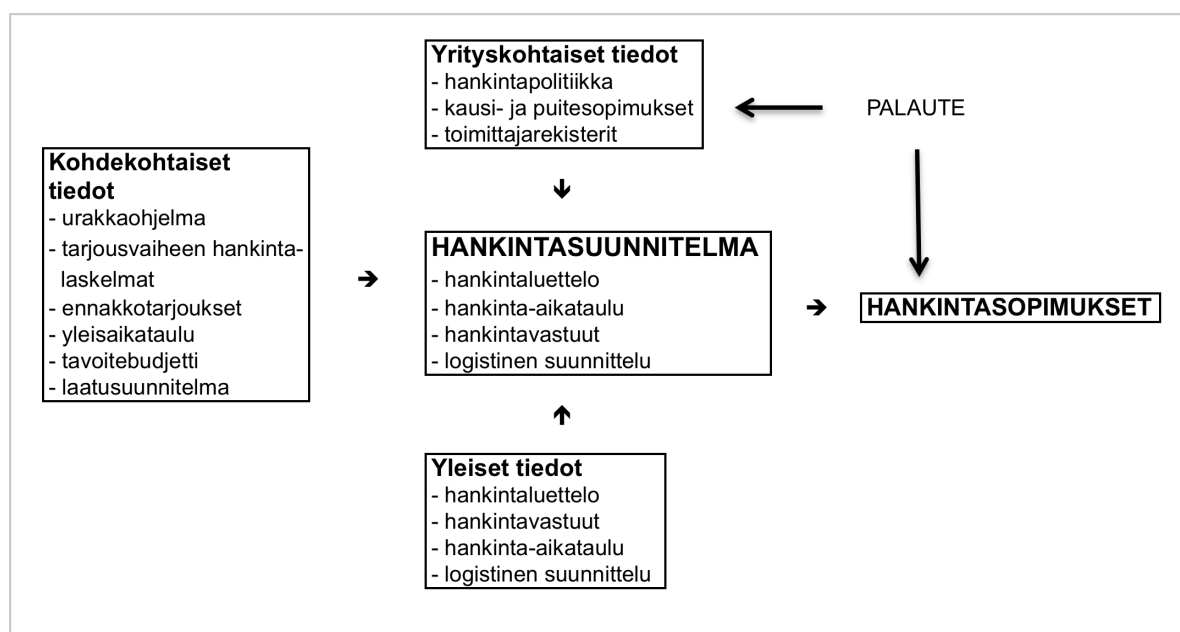 Yrityskohtaiset tiedot
- hankintapolitiikka
- kausi- ja puitesopimukset
- toimittajarekisterit
PALAUTE
Kohdekohtaiset
tiedot
- urakkaohjelma
- tarjousvaiheen hankinta-
laskelmat
- ennakkotarjoukset
- yleisaikataulu
- tavoitebudjetti
- laatusuunnitelma
HANKINTASUUNNITELMA
- hankintaluettelo
- hankinta-aikataulu
- hankintavastuut
- logistinen suunnittelu
HANKINTASOPIMUKSET
Yleiset tiedot
- hankintaluettelo
- hankintavastuut
- hankinta-aikataulu
- logistinen suunnittelu